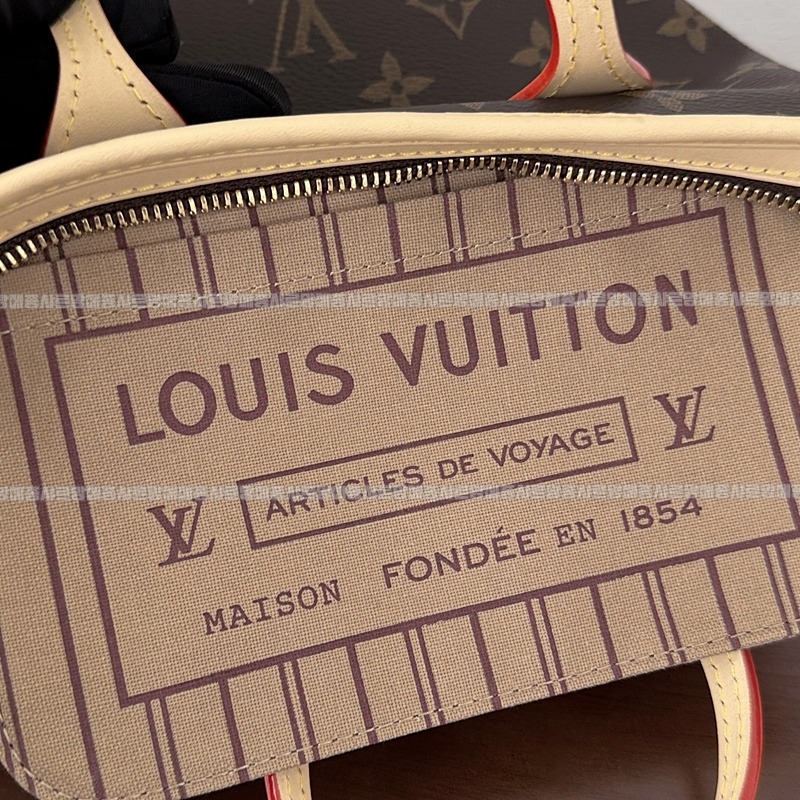 LOUIS VUITTON
LV ARTICLES DE VOYAGE LV
MAISON FONDÉE EN 1854